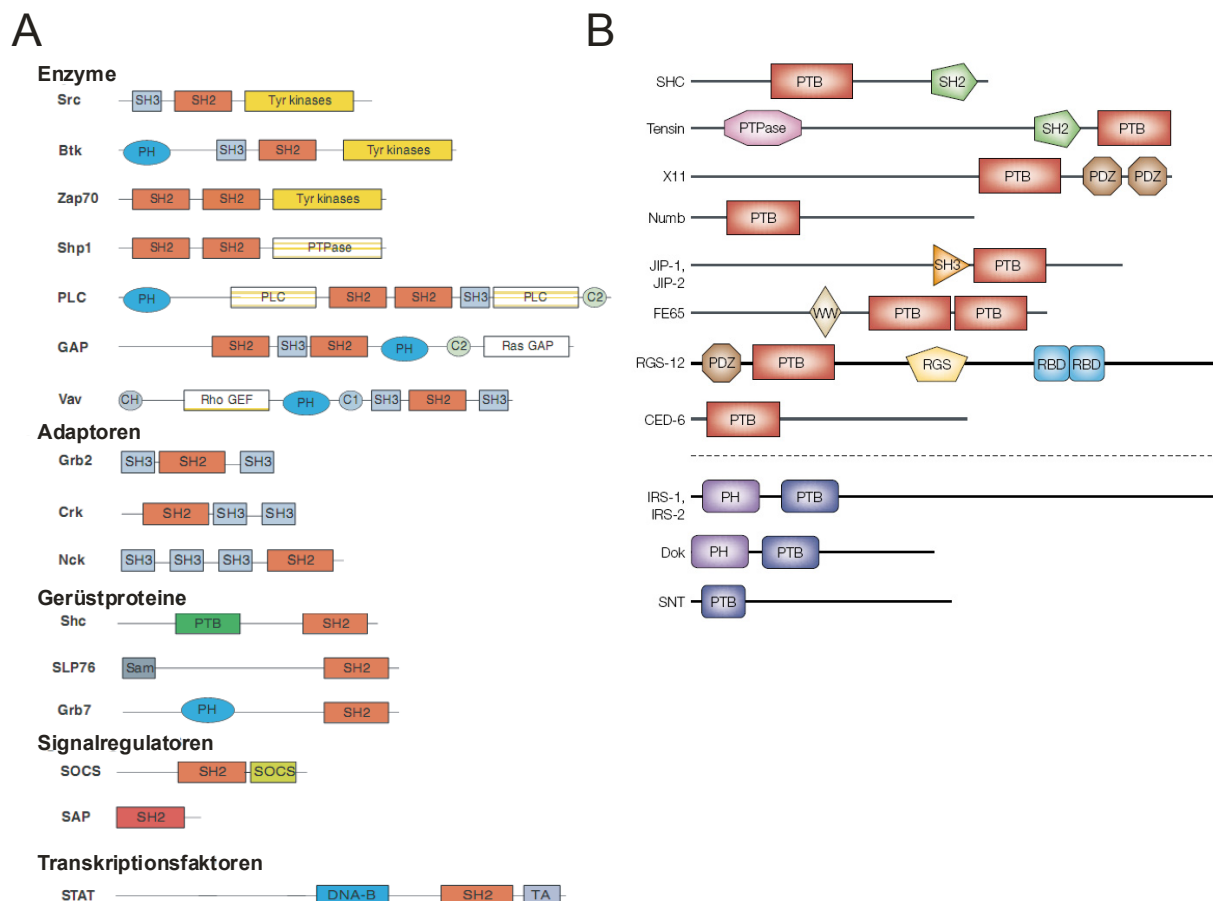 A
Enzyme
Src SH3 SH2 Tyr kinases
Btk PH SH3 SH2 Tyr kinases
Zap70 SH2 SH2 Tyr kinases
Shp1 SH2 SH2 PTPase
PLC PH PLC SH2 SH2 SH3 PLC C2
GAP SH2 SH3 SH2 PH C2 Ras GAP
Vav CH Rho GEF PH C1 SH3 SH2 SH3
Adaptoren
Grb2 SH3 SH2 SH3
Crk SH2 SH3 SH3
Nck SH3 SH3 SH3 SH2
Gerüstproteine
Shc PTB SH2
SLP76 Sam SH2
Grb7 PH SH2
Signalregulatoren
SOCS SH2 SOCS
SAP SH2
Transkriptionsfaktoren
STAT DNA-B SH2 TA
B
SHC PTB SH2
Tensin PTPase SH2 PTB
X11 PTB PDZ PDZ
Numb PTB
JIP-1, SH3 PTB
JIP-2
FE65 WW PTB PTB
RGS-12 PDZ PTB RGS RBD RBD
CED-6 PTB
IRS-1, PH PTB
IRS-2
Dok PH PTB
SNT PTB